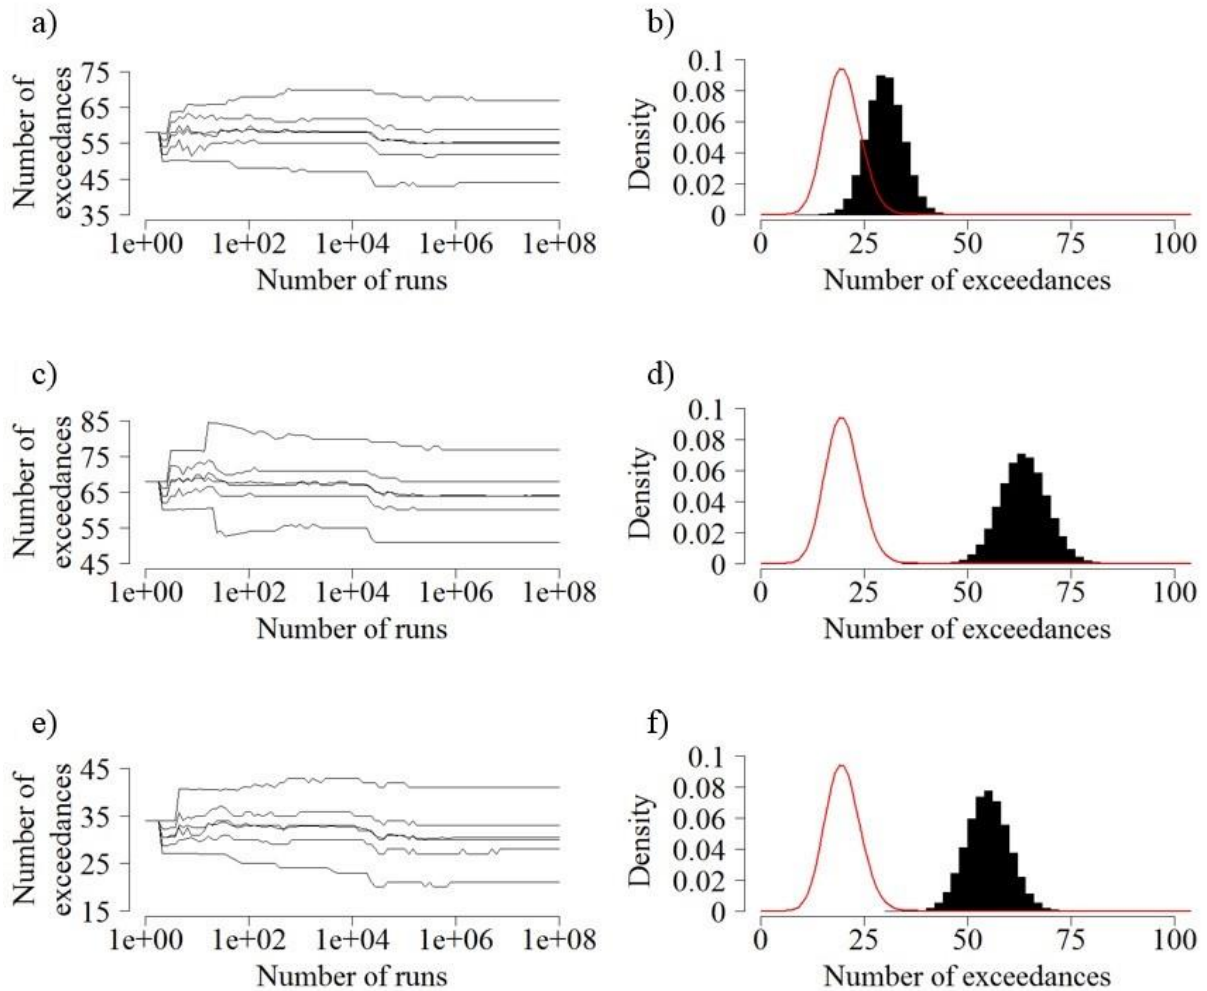 a)
Number of
exceedances
75
65
55
45
35
1e+00 1e+02 1e+04 1e+06 1e+08
Number of runs
b)
Density
0.1
0.08
0.06
0.04
0.02
0
0 25 50 75 100
Number of exceedances
c)
Number of
exceedances
85
75
65
55
45
1e+00 1e+02 1e+04 1e+06 1e+08
Number of runs
d)
Density
0.1
0.08
0.06
0.04
0.02
0
0 25 50 75 100
Number of exceedances
e)
Number of
exceedances
45
35
25
15
1e+00 1e+02 1e+04 1e+06 1e+08
Number of runs
f)
Density
0.1
0.08
0.06
0.04
0.02
0
0 25 50 75 100
Number of exceedances